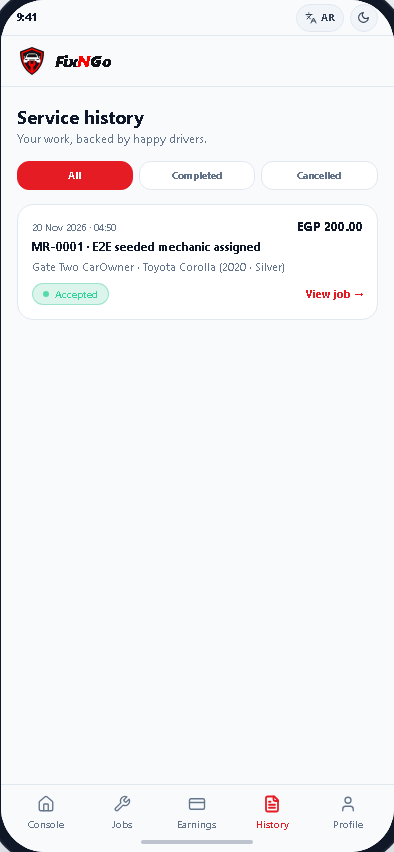 9:41
AR
FixNGo
Service history
Your work, backed by happy drivers.
All
Completed
Cancelled
20 Nov 2026 · 04:50
EGP 200.00
MR-0001 · E2E seeded mechanic assigned
Gate Two CarOwner · Toyota Corolla (2020 · Silver)
Accepted
View job →
Console
Jobs
Earnings
History
Profile